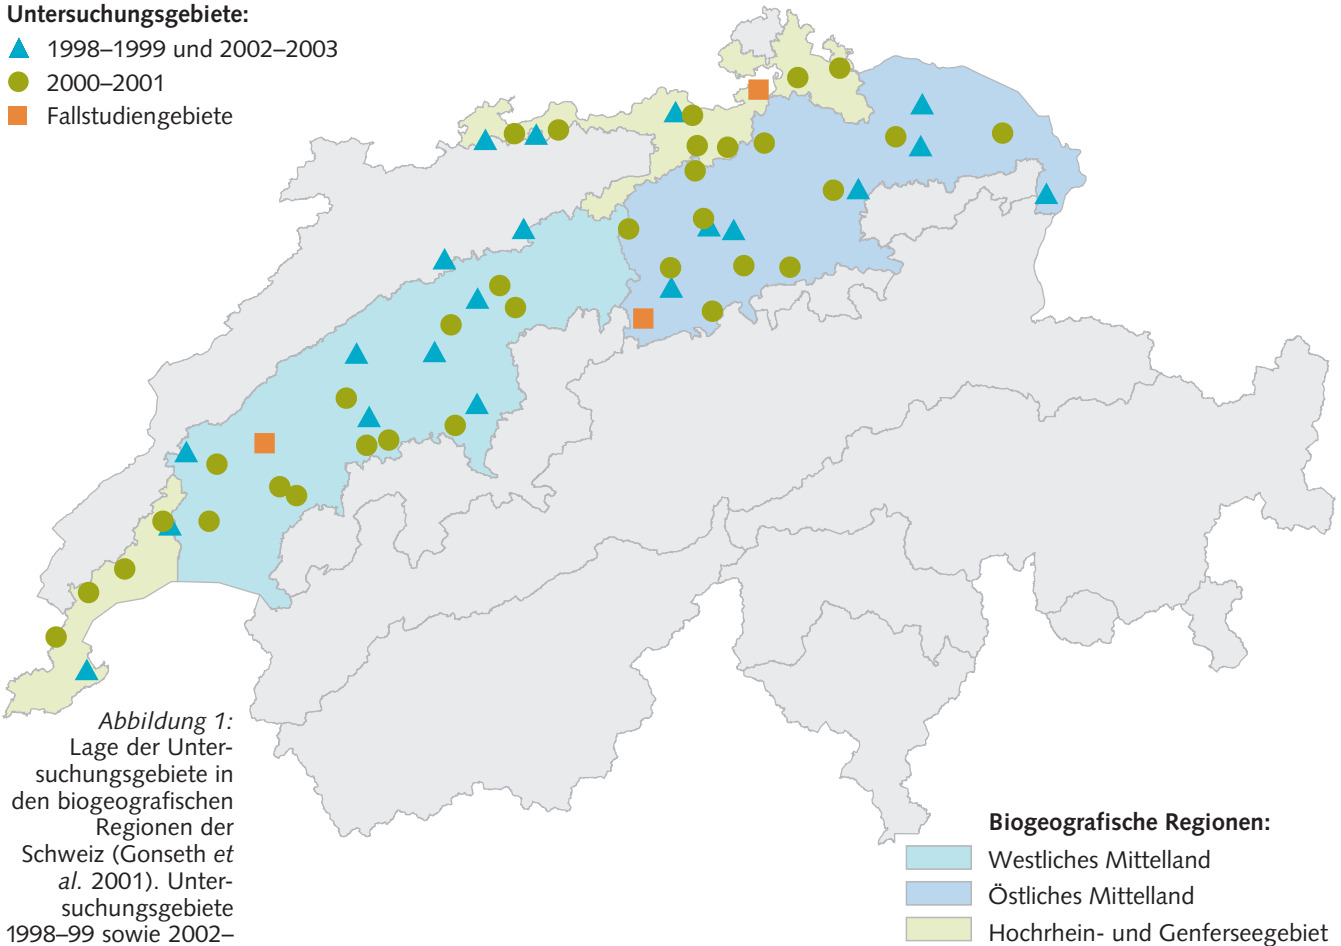 Untersuchungsgebiete:
1998–1999 und 2002–2003
2000–2001
Fallstudiengebiete
Abbildung 1:
Lage der Unter-
suchungsgebiete in
den biogeografischen
Regionen der
Schweiz (Gonseth et
al. 2001). Unter-
suchungsgebiete
1998–99 sowie 2002–
Biogeografische Regionen:
Westliches Mittelland
Östliches Mittelland
Hochrhein- und Genferseegebiet